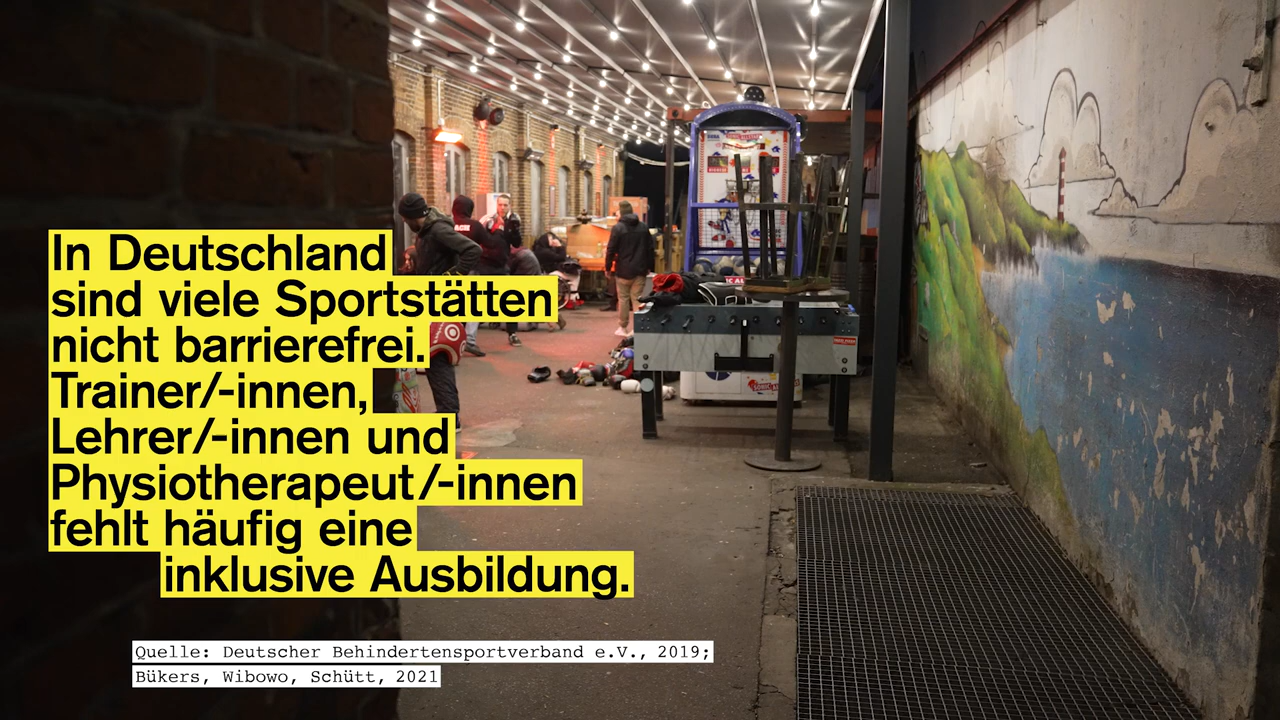 In Deutschland
sind viele Sportstätten
nicht barrierefrei.
Trainer/-innen,
Lehrer/-innen und
Physiotherapeut/-innen
fehlt häufig eine
inklusive Ausbildung.
Quelle: Deutscher Behindertensportverband e.V., 2019;
Bükers, Wibowo, Schütt, 2021